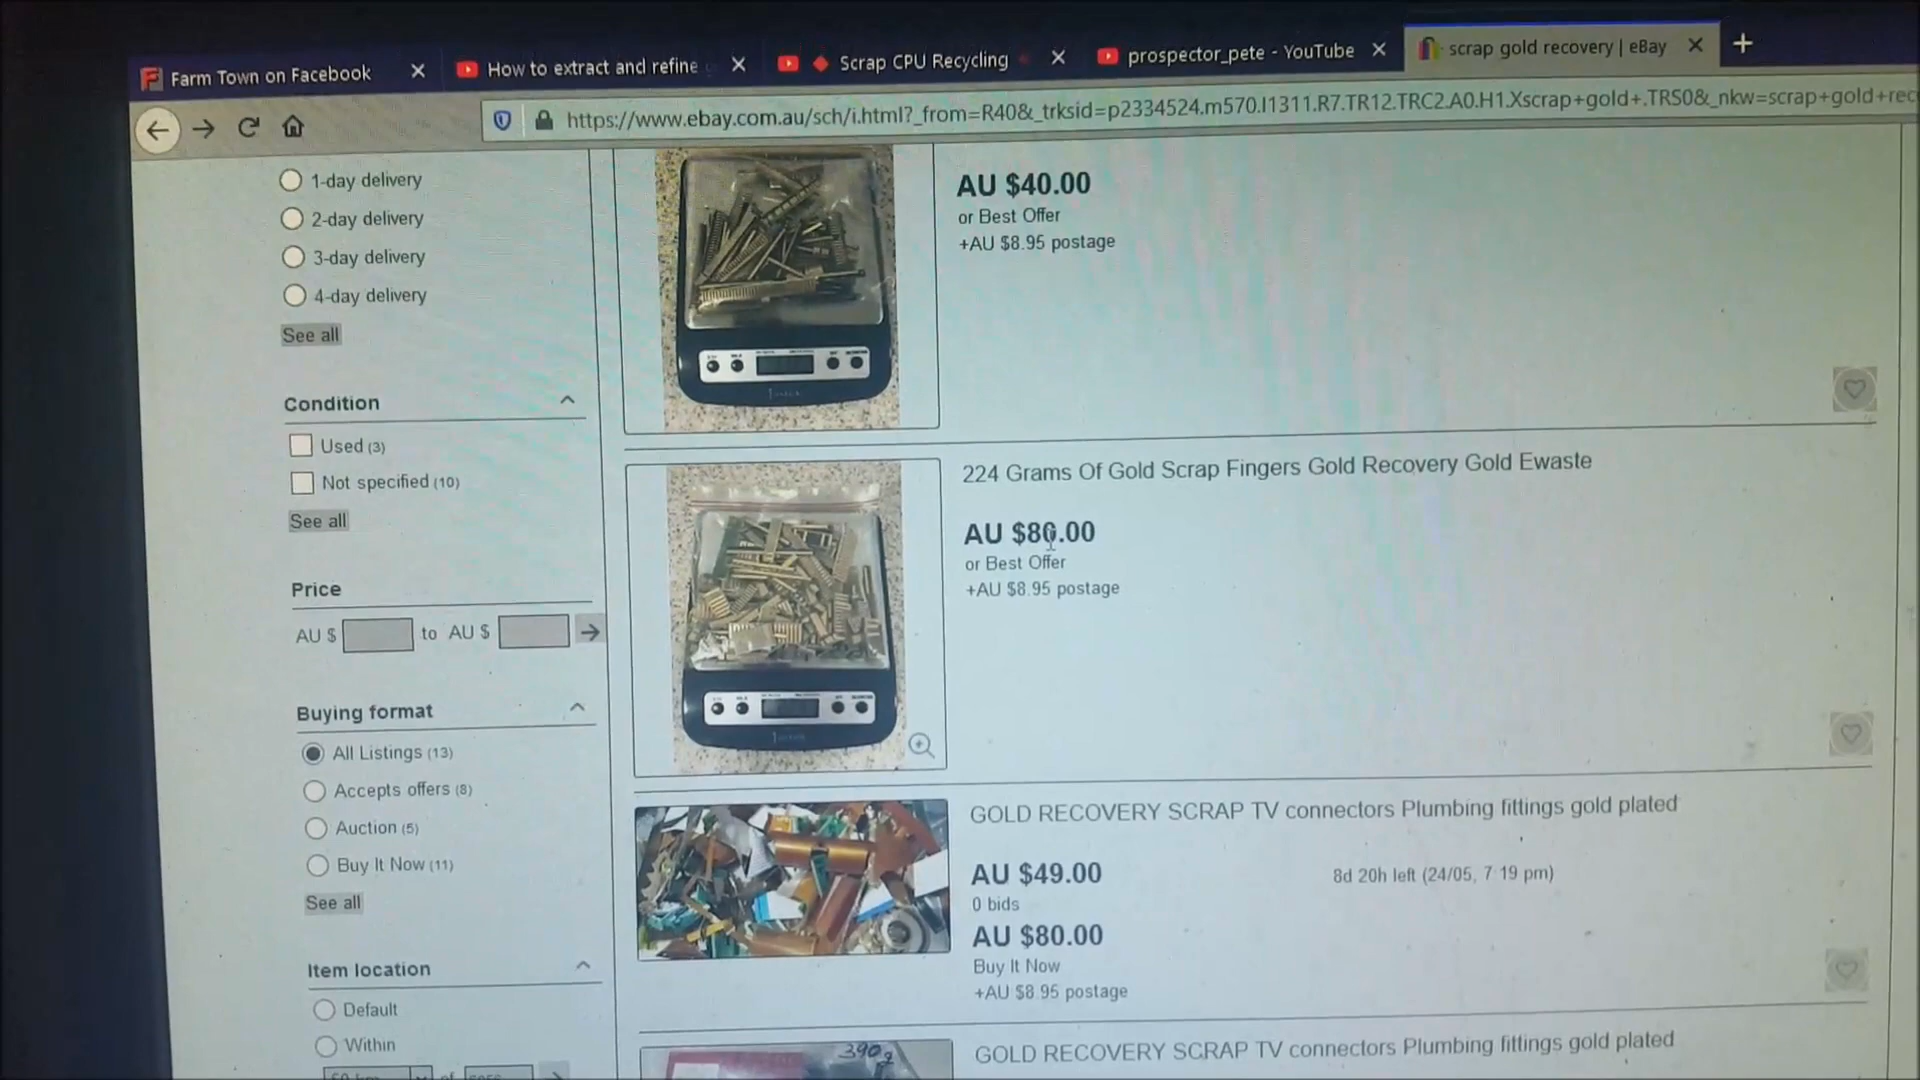 Farm Town on Facebook
How to extract and refine
Scrap CPU Recycling
prospector_pete - YouTube
scrap gold recovery | eBay
https://www.ebay.com.au/sch/i.html?_from=R40&_trksid=p2334524.m570.l1311.R7.TR12.TRC2.A0.H1.Xscrap+gold+.TRS0&_nkw=scrap+gold+rec
1-day delivery
2-day delivery
3-day delivery
4-day delivery
See all
Condition
Used (3)
Not specified (10)
See all
Price
AU $
to AU $
Buying format
All Listings (13)
Accepts offers (8)
Auction (5)
Buy It Now (11)
See all
Item location
Default
Within
AU $40.00
or Best Offer
+AU $8.95 postage
224 Grams Of Gold Scrap Fingers Gold Recovery Gold Ewaste
AU $80.00
or Best Offer
+AU $8.95 postage
GOLD RECOVERY SCRAP TV connectors Plumbing fittings gold plated
AU $49.00
0 bids
8d 20h left (24/05, 7:19 pm)
AU $80.00
Buy It Now
+AU $8.95 postage
390g
GOLD RECOVERY SCRAP TV connectors Plumbing fittings gold plated